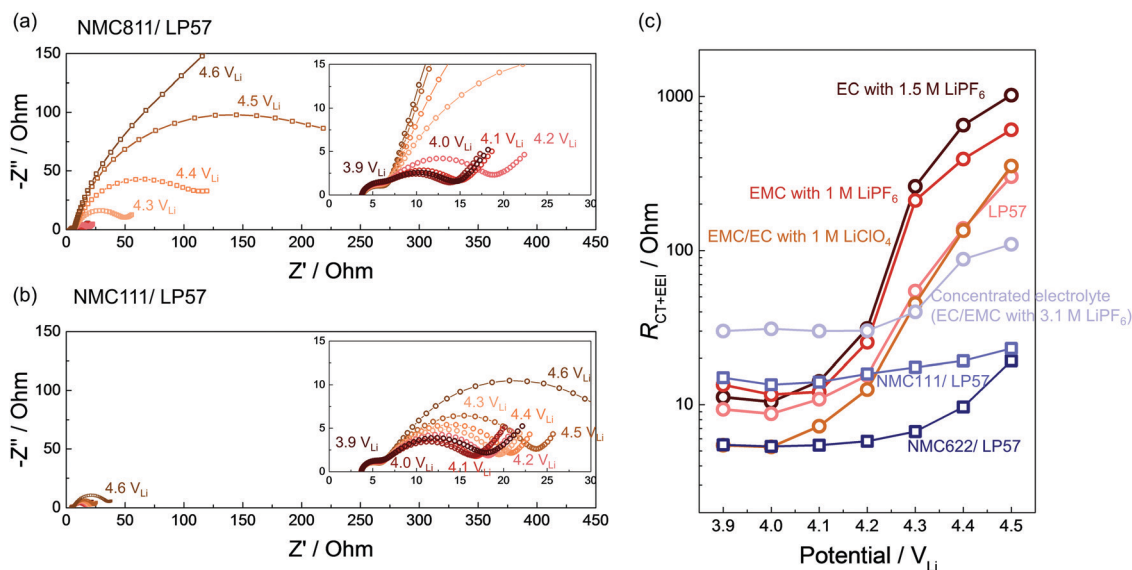 (a)
NMC811/ LP57
150
100
50
0
-Z'' / Ohm
4.6 VLi
4.5 VLi
4.4 VLi
4.3 VLi
15
10
5
0
3.9 VLi
4.0 VLi
4.1 VLi
4.2 VLi
0 5 10 15 20 25 30
0 50 100 150 200 250 300 350 400 450
Z' / Ohm
(b)
NMC111/ LP57
150
100
50
0
-Z'' / Ohm
4.6 VLi
15
10
5
0
4.6 VLi
4.3 VLi
4.4 VLi
3.9 VLi
4.5 VLi
4.0 VLi
4.2 VLi
4.1 VLi
0 5 10 15 20 25 30
0 50 100 150 200 250 300 350 400 450
Z' / Ohm
(c)
1000
100
10
RCT+EEI / Ohm
EC with 1.5 M LiPF6
EMC with 1 M LiPF6
LP57
EMC/EC with 1 M LiClO4
Concentrated electrolyte
(EC/EMC with 3.1 M LiPF6)
NMC111/ LP57
NMC622/ LP57
3.9 4.0 4.1 4.2 4.3 4.4 4.5
Potential / VLi